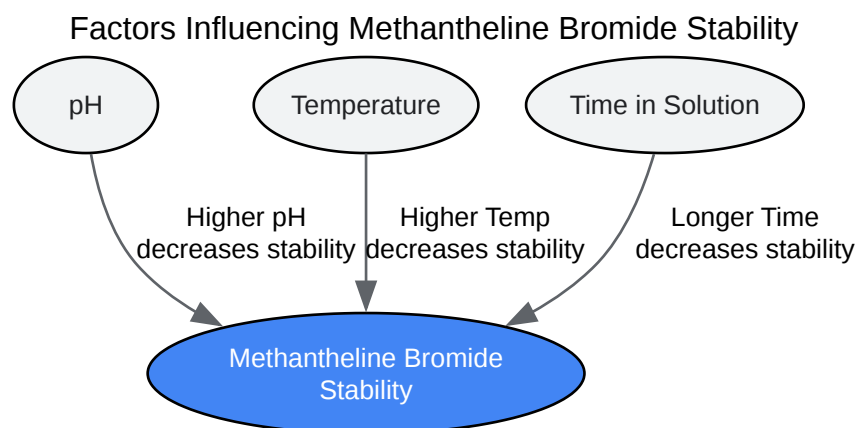 Factors Influencing Methantheline Bromide Stability
pH
Temperature
Time in Solution
Higher pH
decreases stability
Higher Temp
decreases stability
Longer Time
decreases stability
Methantheline Bromide
Stability